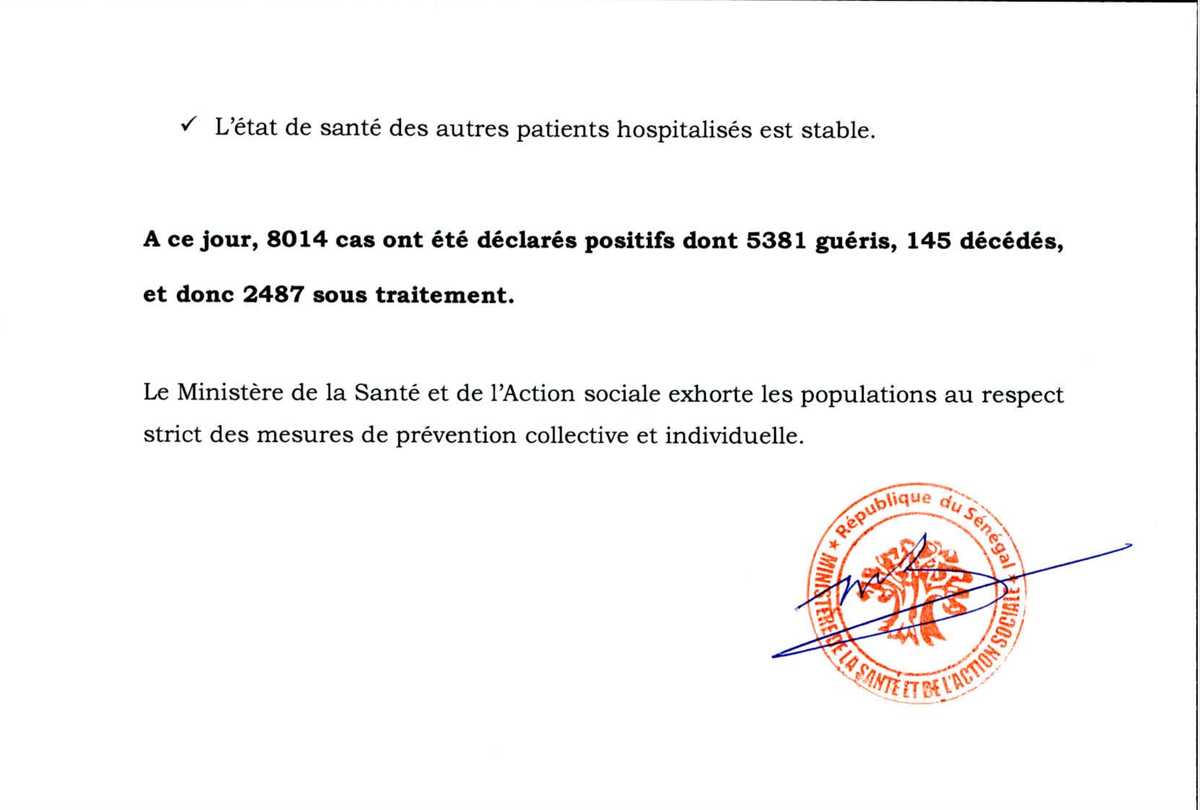 ✓ L'état de santé des autres patients hospitalisés est stable.
A ce jour, 8014 cas ont été déclarés positifs dont 5381 guéris, 145 décédés,
et donc 2487 sous traitement.
Le Ministère de la Santé et de l'Action sociale exhorte les populations au respect
strict des mesures de prévention collective et individuelle.
★ République du Sénégal ★
MINISTÈRE DE LA SANTÉ ET DE L'ACTION SOCIALE